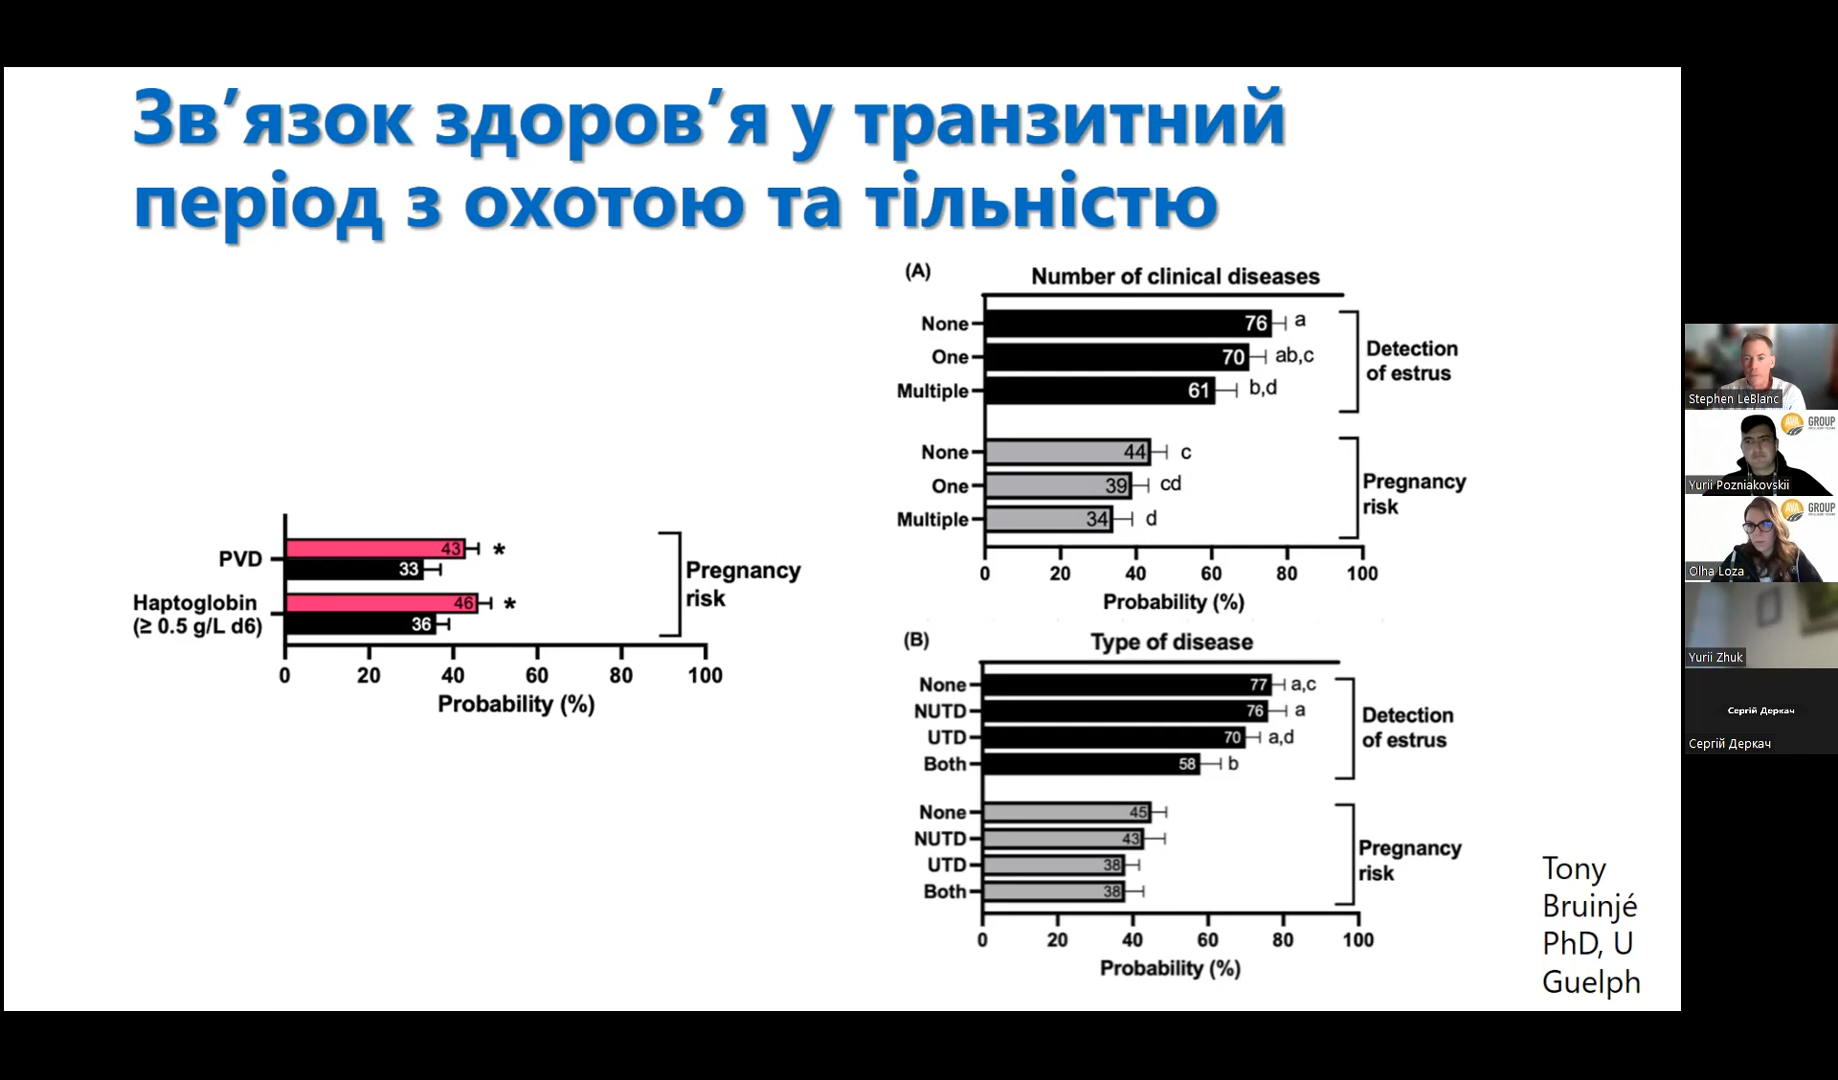 Зв’язок здоров’я у транзитний
період з охотою та тільністю
PVD
43
*
33
Haptoglobin
(≥ 0.5 g/L d6)
46
*
36
Pregnancy
risk
0 20 40 60 80 100
Probability (%)
(A)
Number of clinical diseases
None 76 a
One 70 ab,c
Multiple 61 b,d
Detection
of estrus
None 44 c
One 39 cd
Multiple 34 d
Pregnancy
risk
0 20 40 60 80 100
Probability (%)
(B)
Type of disease
None 77 a,c
NUTD 76 a
UTD 70 a,d
Both 58 b
Detection
of estrus
None 45
NUTD 43
UTD 38
Both 38
Pregnancy
risk
0 20 40 60 80 100
Probability (%)
Tony
Bruinjé
PhD, U
Guelph
Stephen LeBlanc
AVA GROUP
Yurii Pozniakovskii
AVA GROUP
Olha Loza
Yurii Zhuk
Сергій Деркач
Сергій Деркач